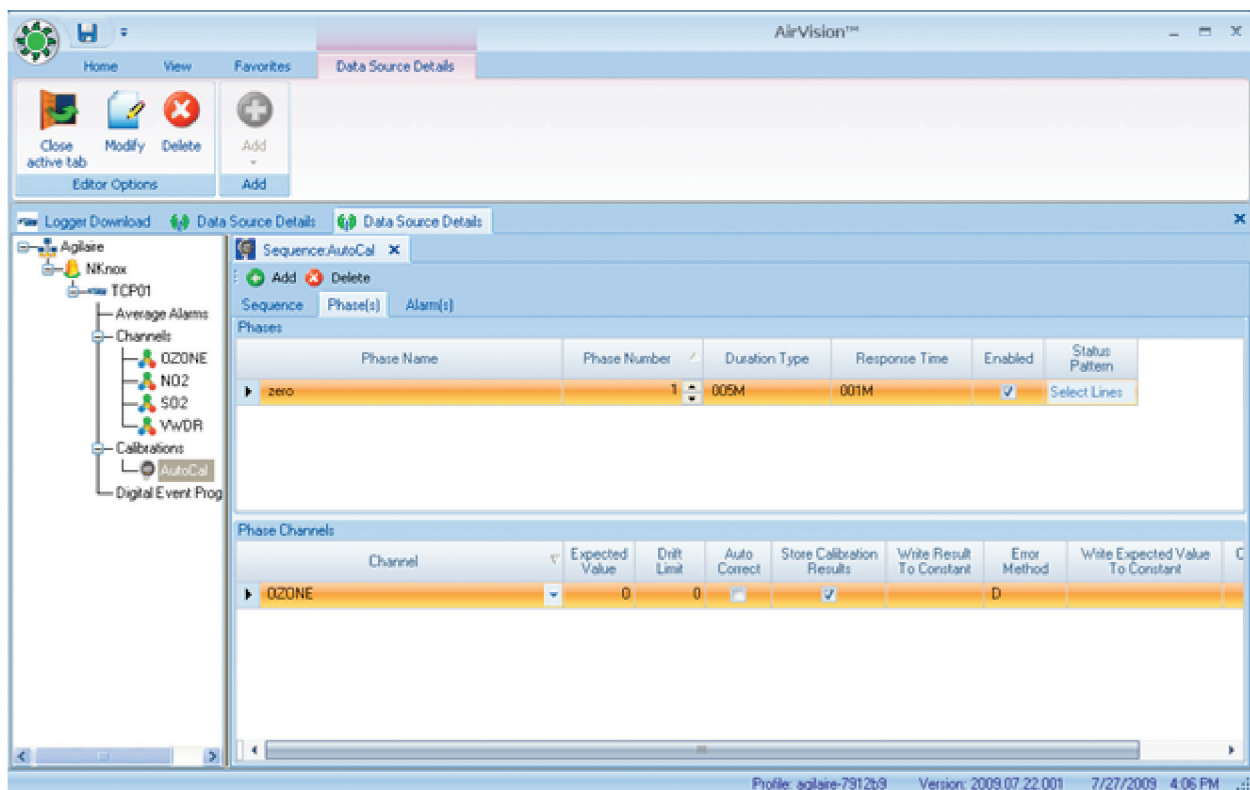 AirVision™
Home View Favorites Data Source Details
Close active tab
Modify
Delete
Add
Editor Options
Add
Logger Download Data Source Details Data Source Details
Agilaire
NKnox
TCP01
Average Alarms
Channels
OZONE
NO2
SO2
VWDR
Calibrations
AutoCal
Digital Event Prog
Sequence:AutoCal
Add Delete
Sequence Phase(s) Alarm(s)
Phases
Phase Name Phase Number Duration Type Response Time Enabled Status Pattern
zero 1 005M 001M Select Lines
Phase Channels
Channel Expected Value Drift Limit Auto Correct Store Calibration Results Write Result To Constant Error Method Write Expected Value To Constant C
OZONE 0 0 D
Profile: agilaire-7912b9 Version: 2009.07.22.001 7/27/2009 4:06 PM